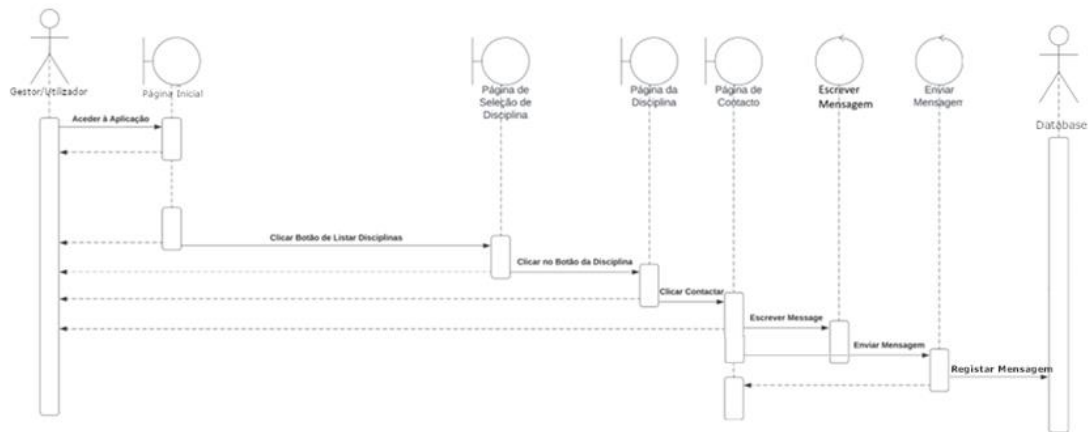 Gestor/Utilizador
Página Inicial
Página de
Seleção de
Disciplina
Página da
Disciplina
Página de
Contacto
Escrever
Mensagem
Enviar
Mensagem
Database
Aceder à Aplicação
Clicar Botão de Listar Disciplinas
Clicar no Botão da Disciplina
Clicar Contactar
Escrever Message
Enviar Mensagem
Registar Mensagem